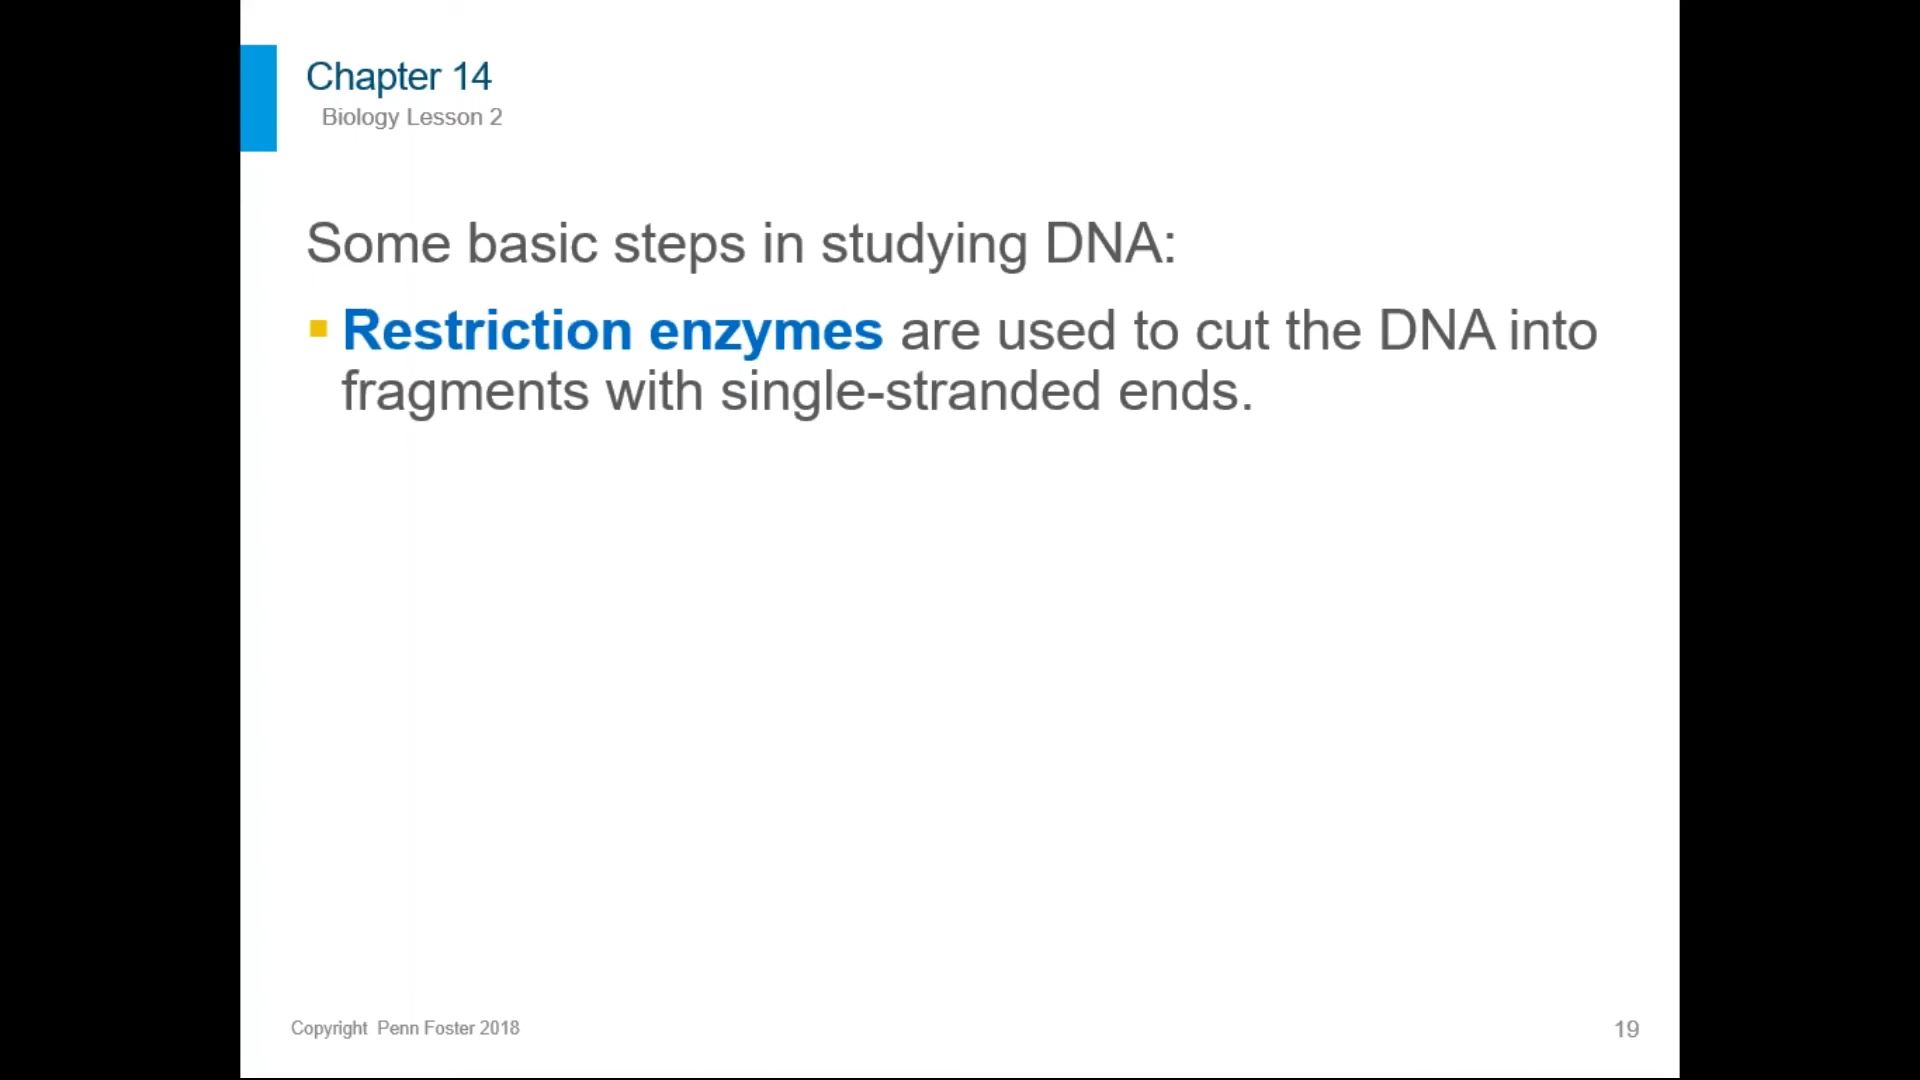 Chapter 14
Biology Lesson 2
Some basic steps in studying DNA:
Restriction enzymes are used to cut the DNA into
fragments with single-stranded ends.
Copyright Penn Foster 2018
19